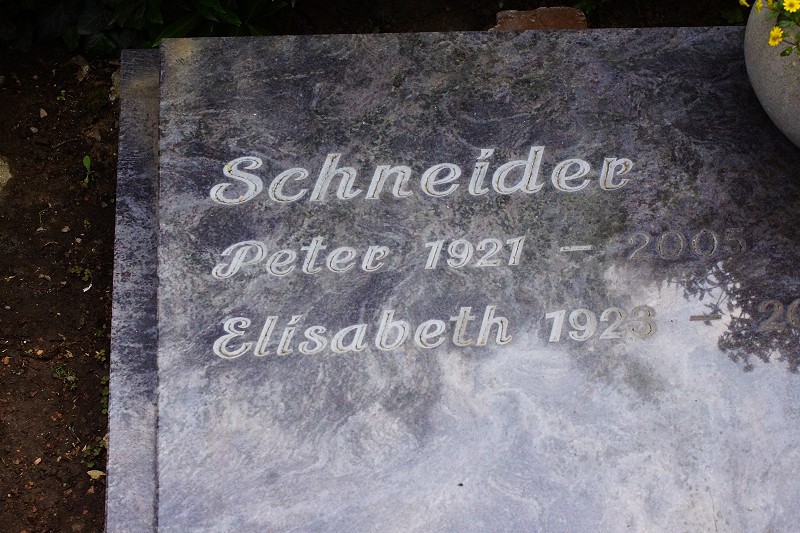 Schneider
Peter 1921 – 2005
Elisabeth 1923 –